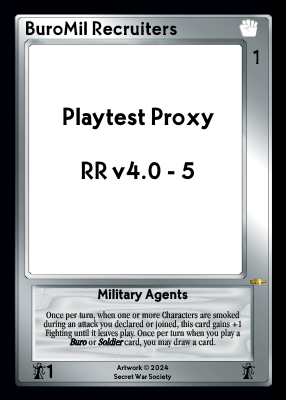 BuroMil Recruiters
1
Playtest Proxy
RR v4.0 - 5
Military Agents
Once per turn, when one or more Characters are smoked
during an attack you declared or joined, this card gains +1
Fighting until it leaves play. Once per turn when you play a
Buro or Soldier card, you may draw a card.
1
Artwork © 2024
Secret War Society